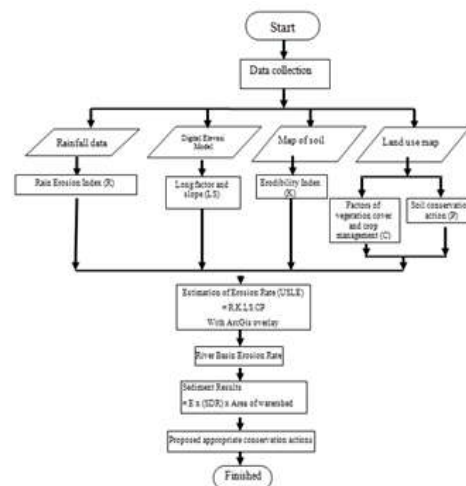 Start
Data collection
Rainfall data
Digital Elevasi
Model
Map of soil
Land use map
Rain Erosion Index (R)
Long factor and
slope (LS)
Erodibility Index
(K)
Factors of
vegetation cover
and crop
management (C)
Soil conservation
action (P)
Estimation of Erosion Rate (USLE)
= R.K.LS.CP
With ArcGis overlay
River Basin Erosion Rate
Sediment Results
= E x (SDR) x Area of watershed
Proposed appropriate conservation actions
Finished